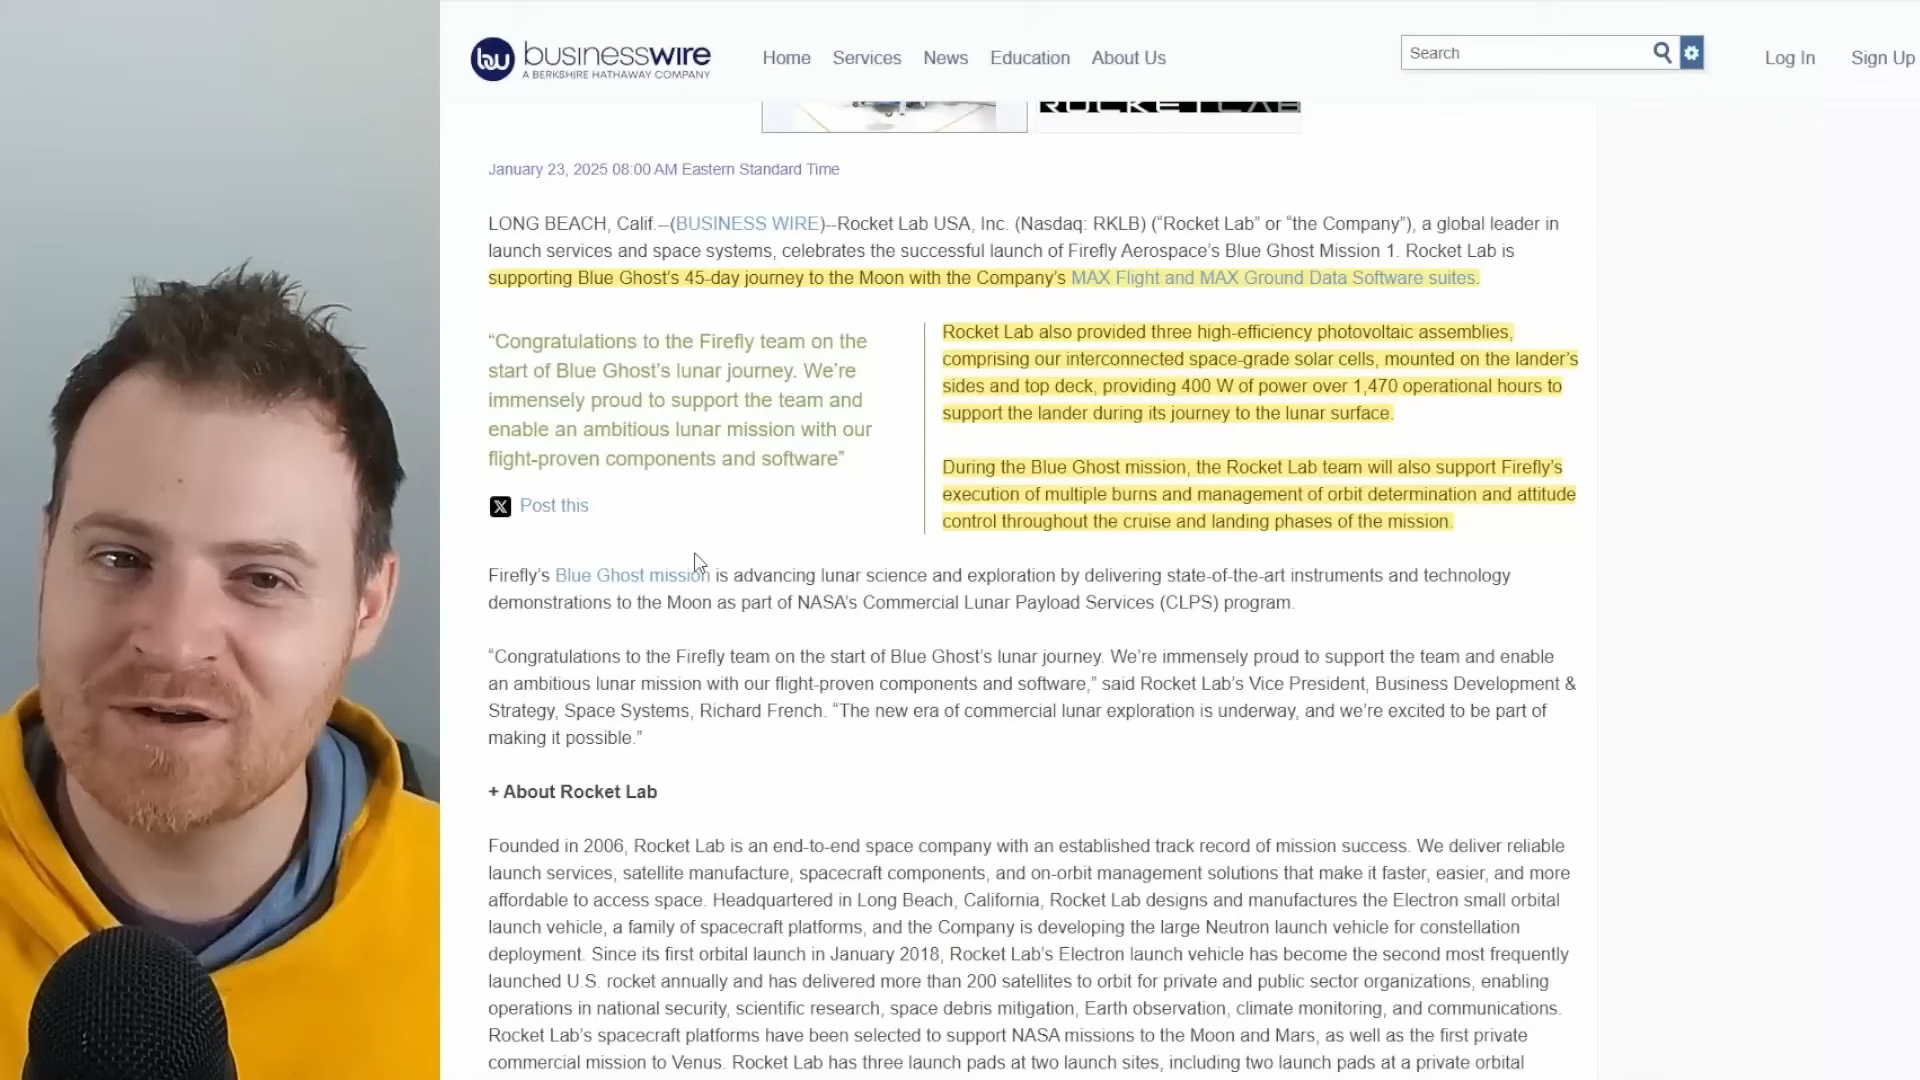 businesswire
A BERKSHIRE HATHAWAY COMPANY
Home Services News Education About Us
Search
Log In Sign Up
ROCKETLAB
January 23, 2025 08:00 AM Eastern Standard Time
LONG BEACH, Calif.--(BUSINESS WIRE)--Rocket Lab USA, Inc. (Nasdaq: RKLB) (“Rocket Lab” or “the Company”), a global leader in
launch services and space systems, celebrates the successful launch of Firefly Aerospace’s Blue Ghost Mission 1. Rocket Lab is
supporting Blue Ghost’s 45-day journey to the Moon with the Company’s MAX Flight and MAX Ground Data Software suites.
“Congratulations to the Firefly team on the
start of Blue Ghost’s lunar journey. We’re
immensely proud to support the team and
enable an ambitious lunar mission with our
flight-proven components and software”
X Post this
Rocket Lab also provided three high-efficiency photovoltaic assemblies,
comprising our interconnected space-grade solar cells, mounted on the lander’s
sides and top deck, providing 400 W of power over 1,470 operational hours to
support the lander during its journey to the lunar surface.
During the Blue Ghost mission, the Rocket Lab team will also support Firefly’s
execution of multiple burns and management of orbit determination and attitude
control throughout the cruise and landing phases of the mission.
Firefly’s Blue Ghost mission is advancing lunar science and exploration by delivering state-of-the-art instruments and technology
demonstrations to the Moon as part of NASA’s Commercial Lunar Payload Services (CLPS) program.
“Congratulations to the Firefly team on the start of Blue Ghost’s lunar journey. We’re immensely proud to support the team and enable
an ambitious lunar mission with our flight-proven components and software,” said Rocket Lab’s Vice President, Business Development &
Strategy, Space Systems, Richard French. “The new era of commercial lunar exploration is underway, and we’re excited to be part of
making it possible.”
+ About Rocket Lab
Founded in 2006, Rocket Lab is an end-to-end space company with an established track record of mission success. We deliver reliable
launch services, satellite manufacture, spacecraft components, and on-orbit management solutions that make it faster, easier, and more
affordable to access space. Headquartered in Long Beach, California, Rocket Lab designs and manufactures the Electron small orbital
launch vehicle, a family of spacecraft platforms, and the Company is developing the large Neutron launch vehicle for constellation
deployment. Since its first orbital launch in January 2018, Rocket Lab’s Electron launch vehicle has become the second most frequently
launched U.S. rocket annually and has delivered more than 200 satellites to orbit for private and public sector organizations, enabling
operations in national security, scientific research, space debris mitigation, Earth observation, climate monitoring, and communications.
Rocket Lab’s spacecraft platforms have been selected to support NASA missions to the Moon and Mars, as well as the first private
commercial mission to Venus. Rocket Lab has three launch pads at two launch sites, including two launch pads at a private orbital